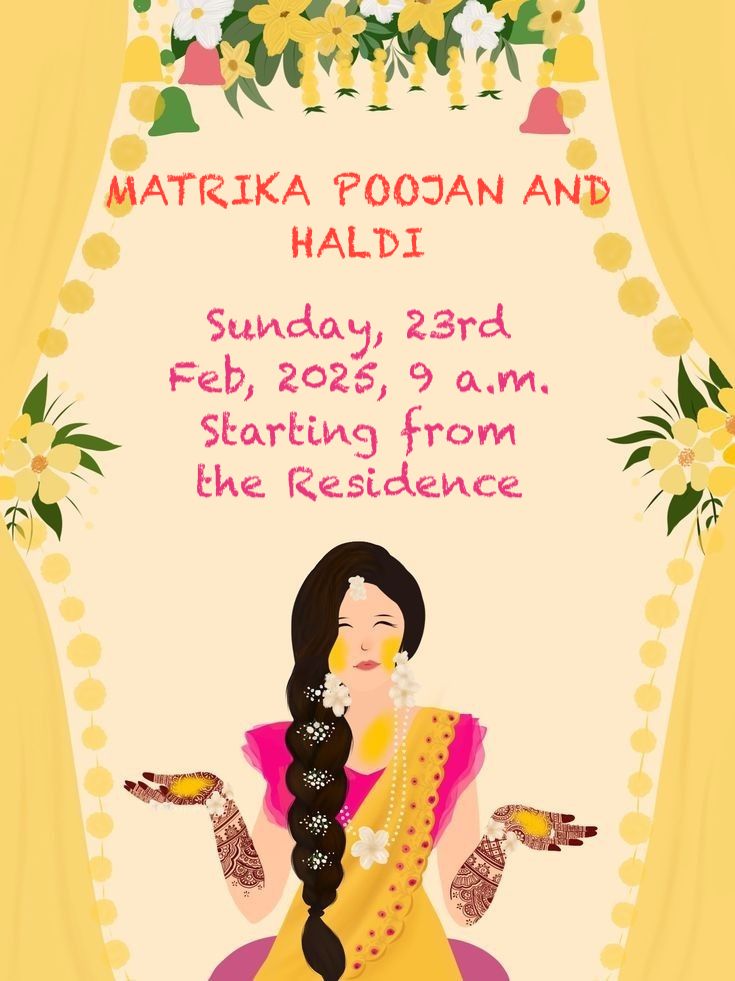 MATRIKA POOJAN AND
HALDI
Sunday, 23rd
Feb, 2025, 9 a.m.
Starting from
the Residence